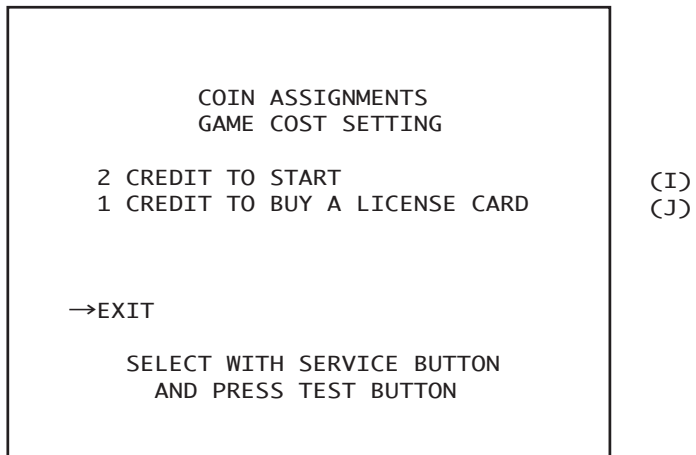 COIN ASSIGNMENTS
GAME COST SETTING
2 CREDIT TO START (I)
1 CREDIT TO BUY A LICENSE CARD (J)
→EXIT
SELECT WITH SERVICE BUTTON
AND PRESS TEST BUTTON